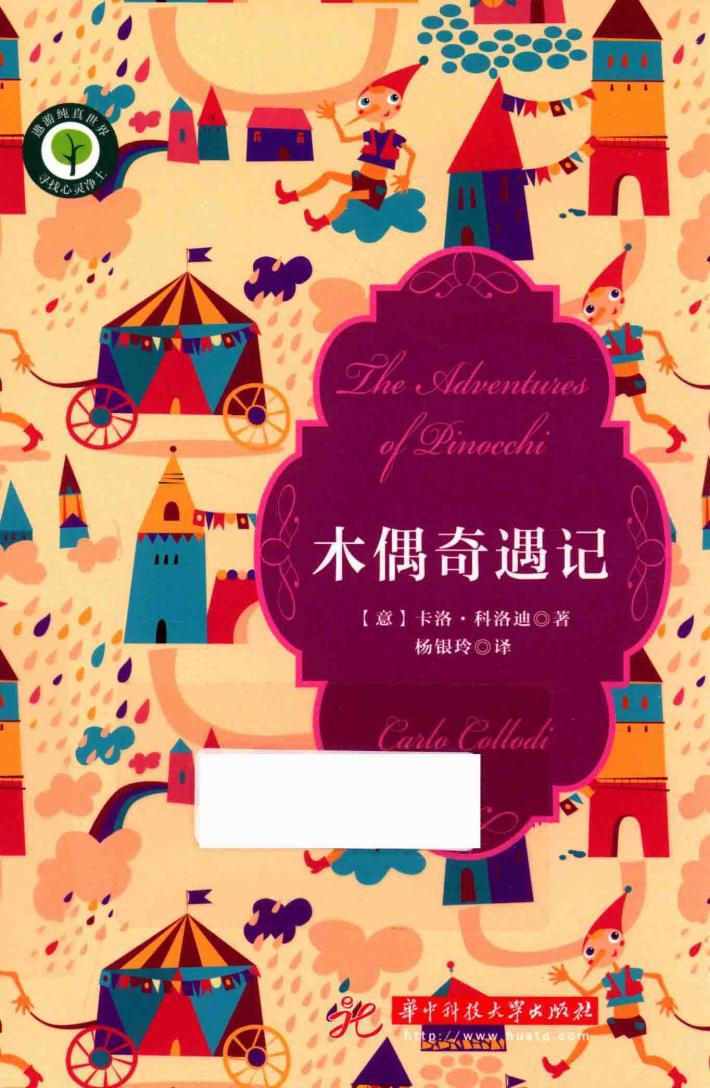 遨游纯真世界
寻找心灵净土
The Adventures
of Pinocchi
木偶奇遇记
【意】卡洛·科洛迪◎著
杨银玲◎译
Carlo Collodi
华中科技大学出版社
http://www.hustp.com